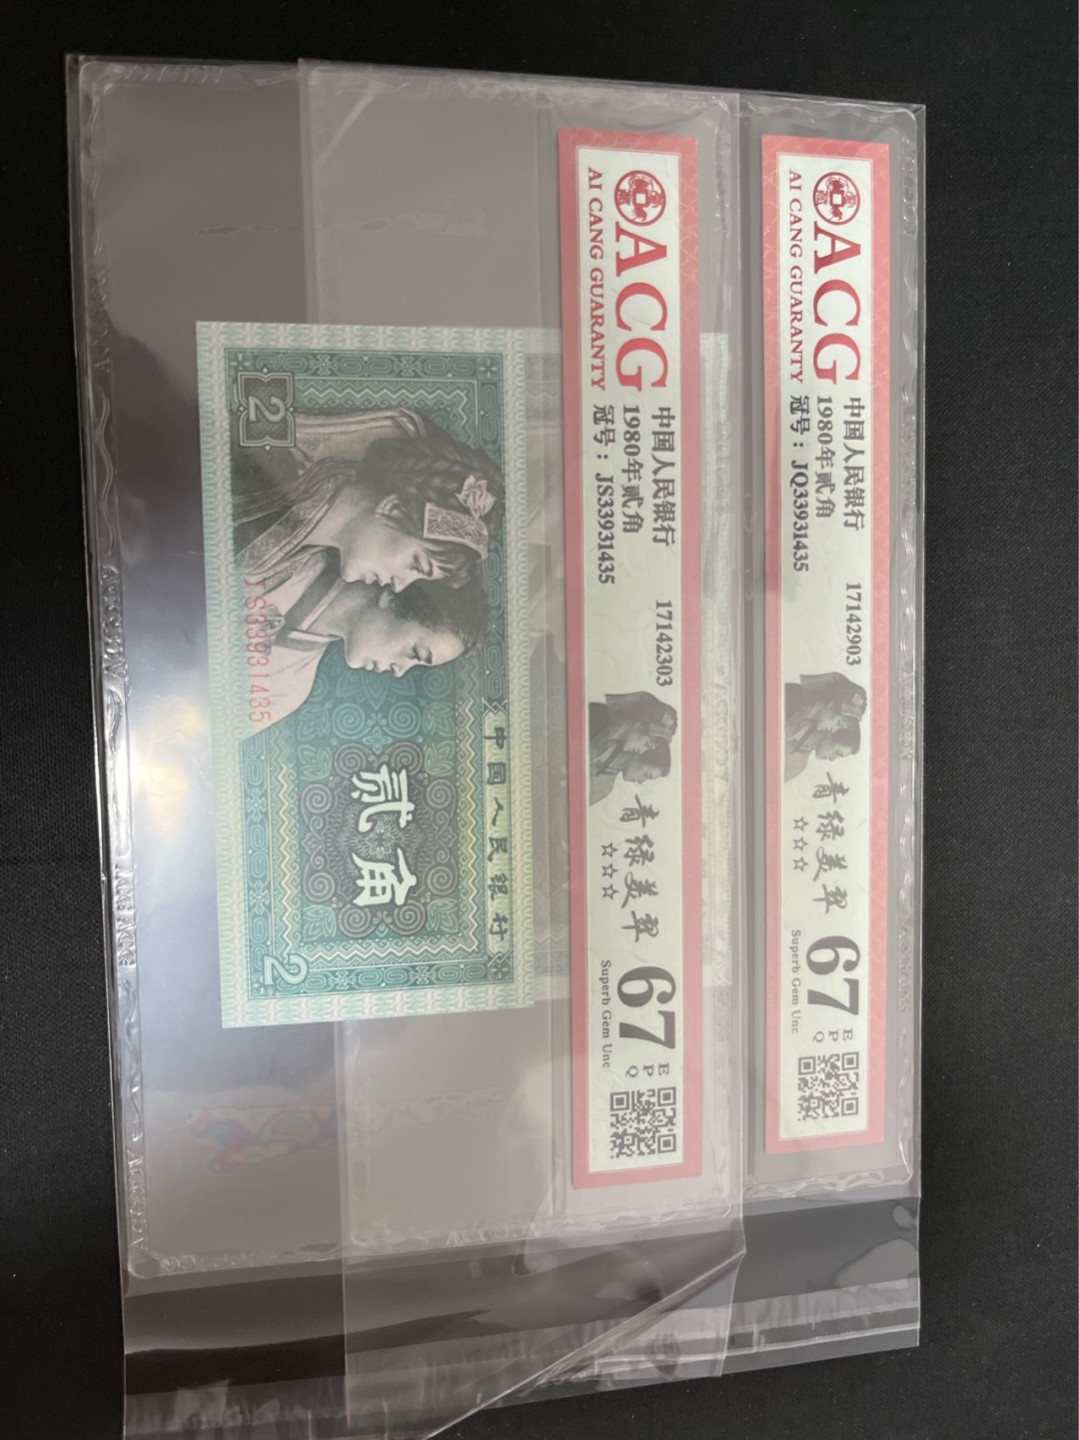 ACG
AI CANG GUARANTY
中国人民银行
1980年贰角
冠号：JQ33931435
17142903
青绿美翠
☆☆☆
67
EPQ
Superb Gem Unc
ACG
AI CANG GUARANTY
中国人民银行
1980年贰角
冠号：JS33931435
17142303
青绿美翠
☆☆☆
67
EPQ
Superb Gem Unc
中国人民银行
贰角
2
2
JS33931435